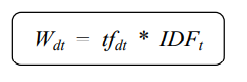 W_dt = tf_dt * IDF_t